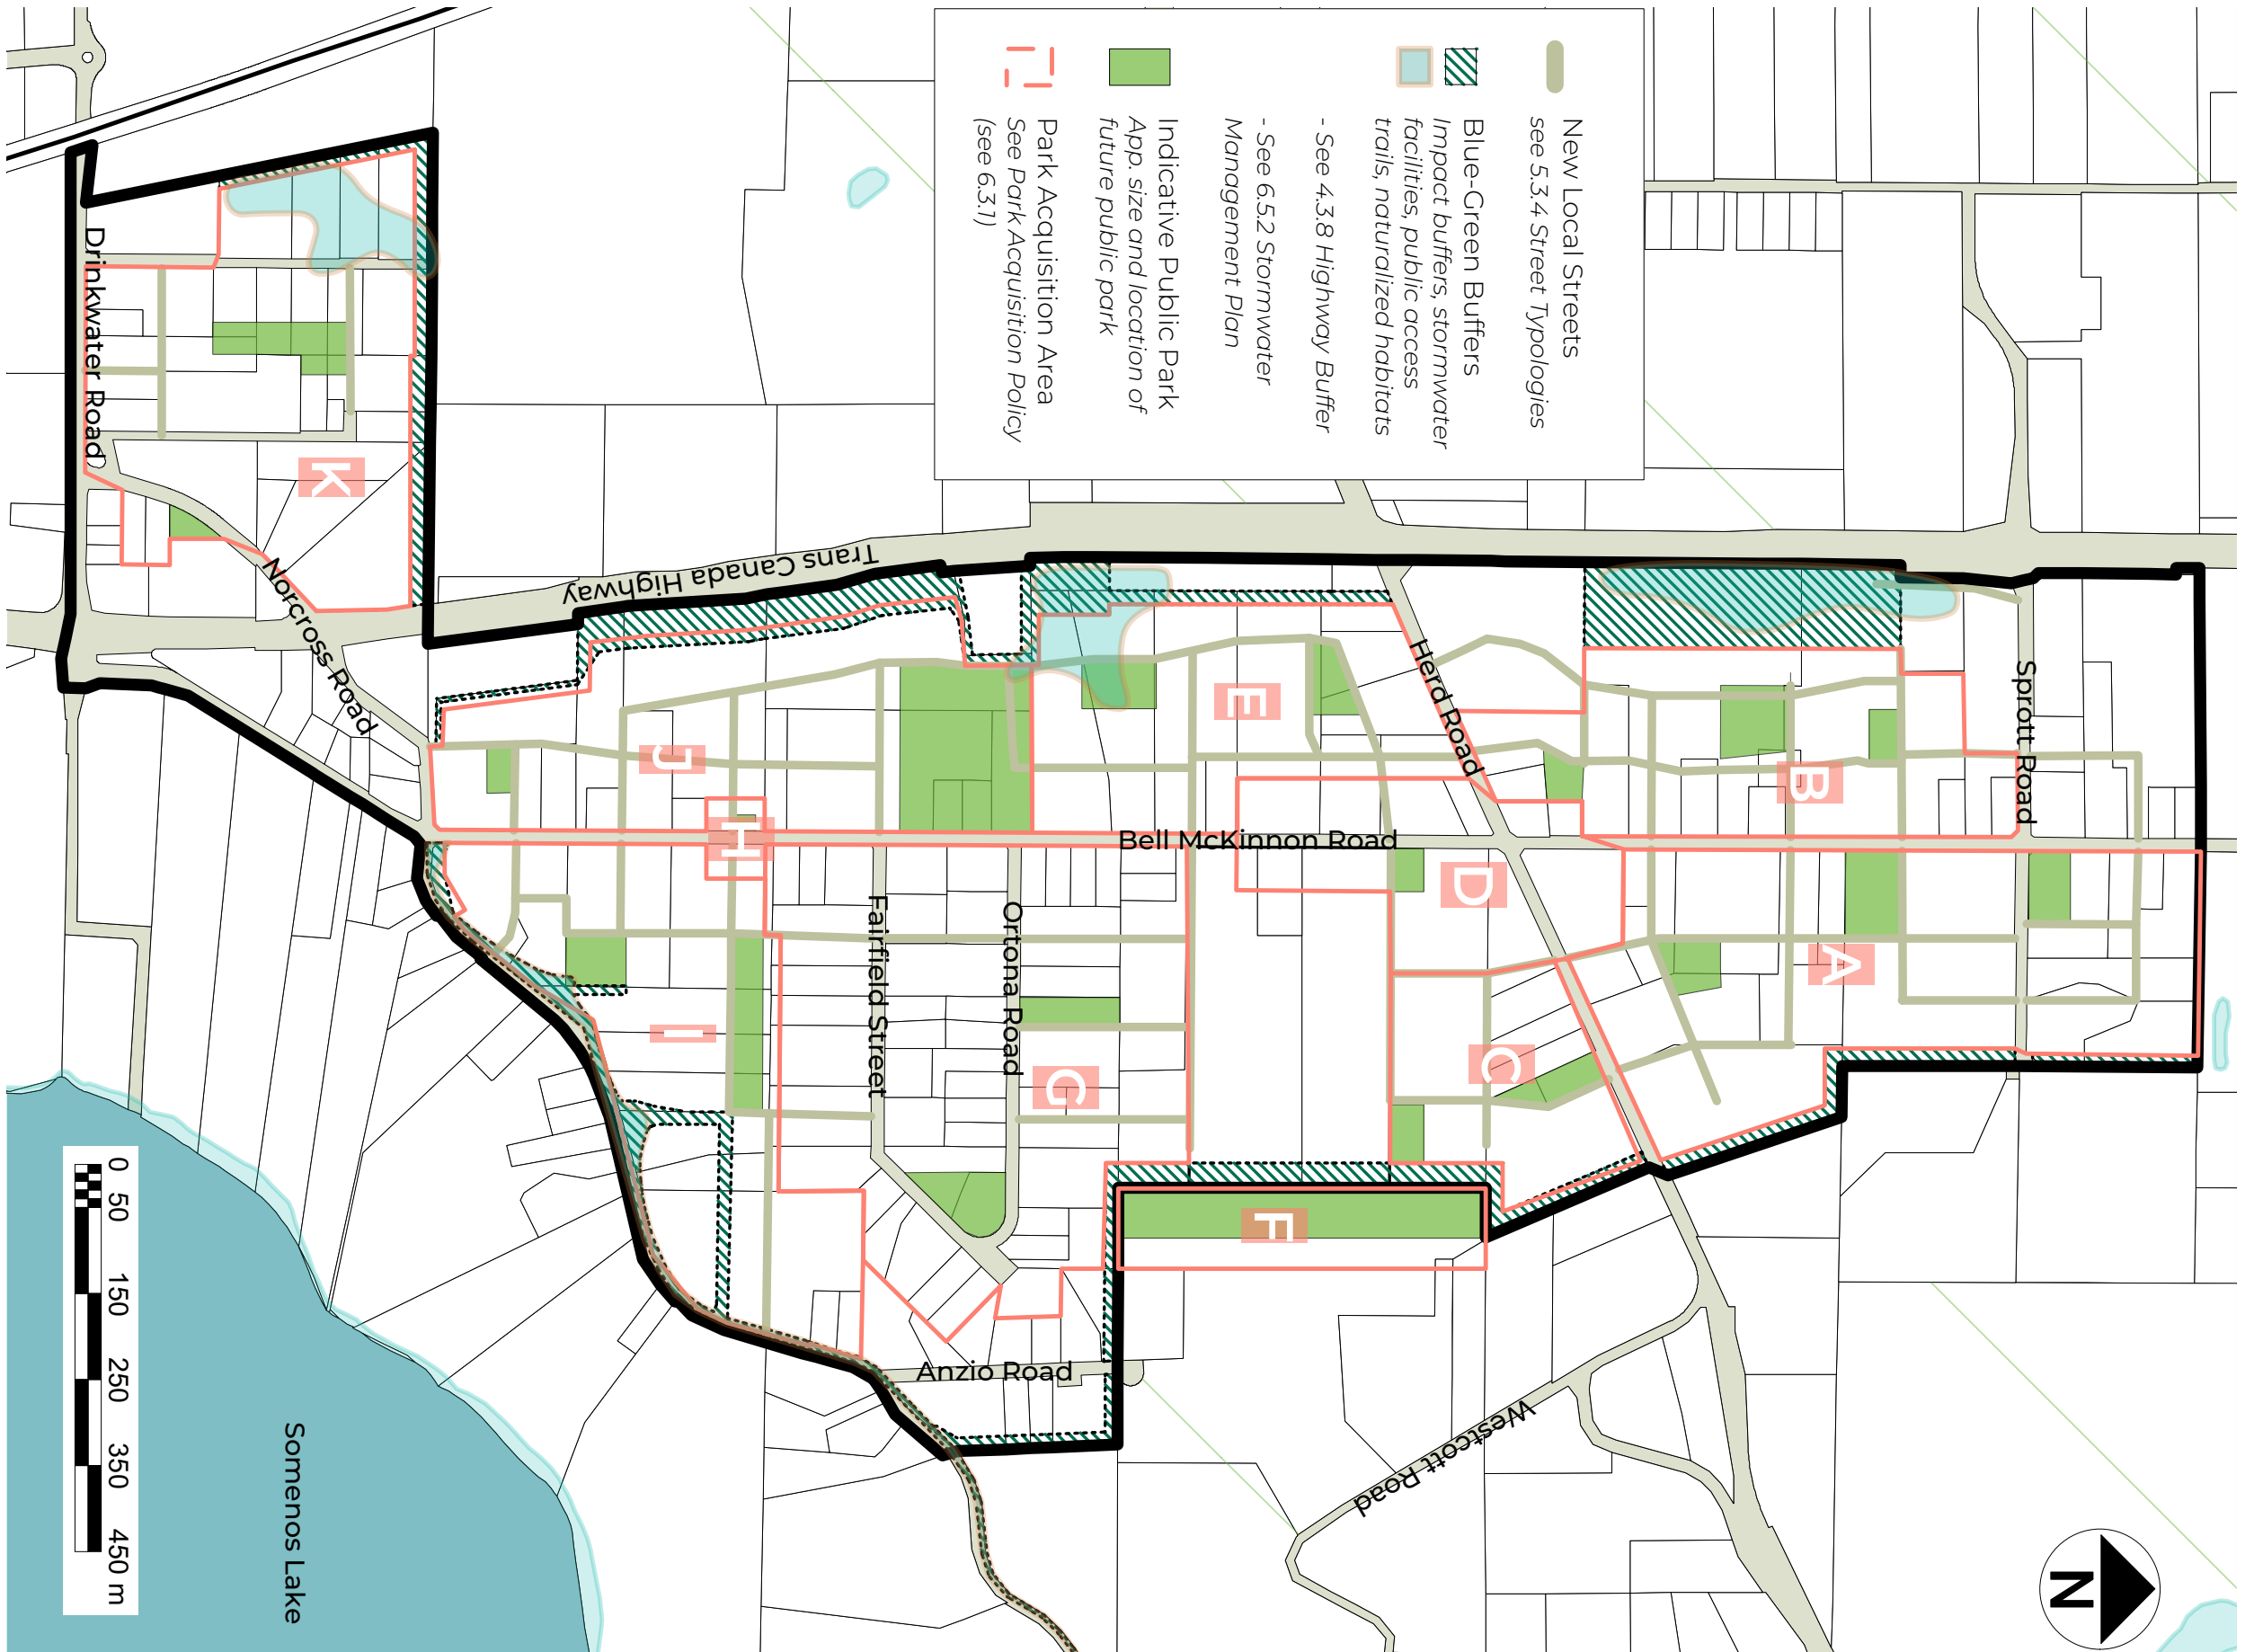 New Local Streets
see 5.3.4 Street Typologies
Blue-Green Buffers
Impact buffers, stormwater
facilities, public access
trails, naturalized habitats
- See 4.3.8 Highway Buffer
- See 6.5.2 Stormwater
Management Plan
Indicative Public Park
App. size and location of
future public park
Park Acquisition Area
See Park Acquisition Policy
(see 6.3.1)
Sprott Road
Herd Road
Trans Canada Highway
Norcross Road
Drinkwater Road
Bell McKinnon Road
Fairfield Street
Ortona Road
Anzio Road
Westcott Road
Somenos Lake
A
B
C
D
E
F
G
H
I
J
K
0 50 150 250 350 450 m
N